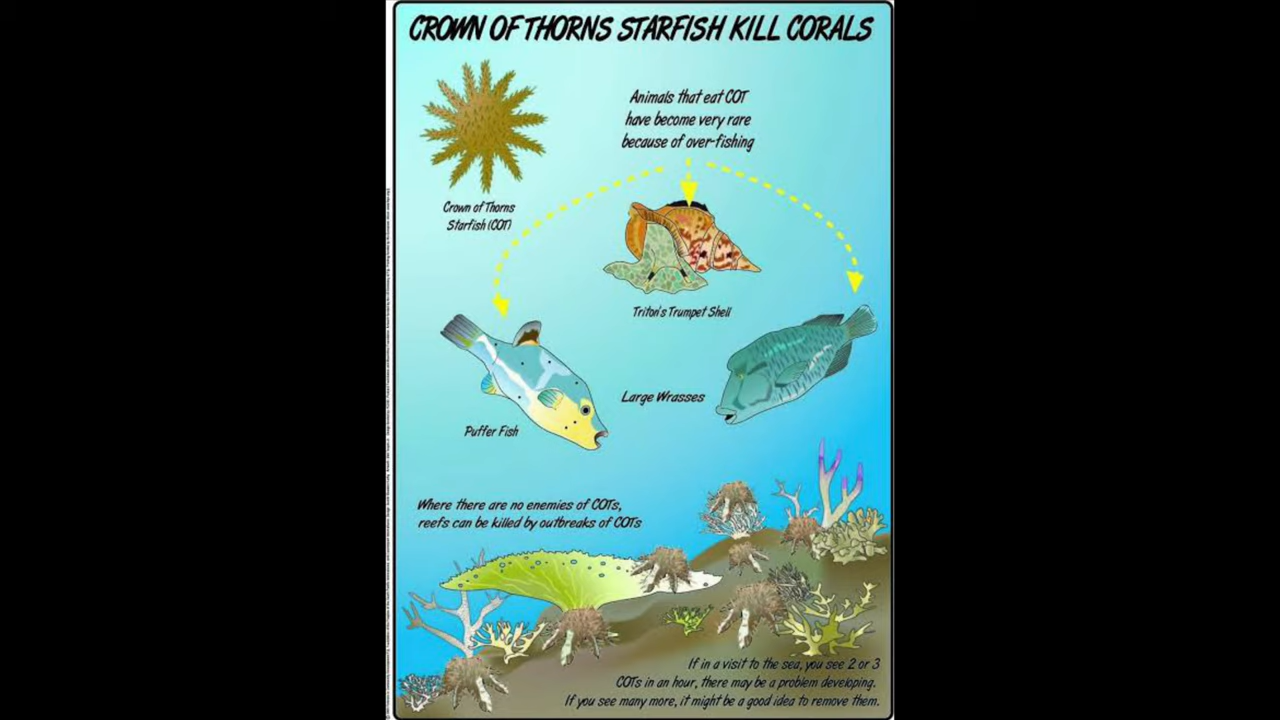 CROWN OF THORNS STARFISH KILL CORALS
Animals that eat COT
have become very rare
because of over-fishing
Crown of Thorns
Starfish (COT)
Triton's Trumpet Shell
Large Wrasses
Puffer Fish
Where there are no enemies of COTs,
reefs can be killed by outbreaks of COTs
If in a visit to the sea, you see 2 or 3
COTs in an hour, there may be a problem developing.
If you see many more, it might be a good idea to remove them.